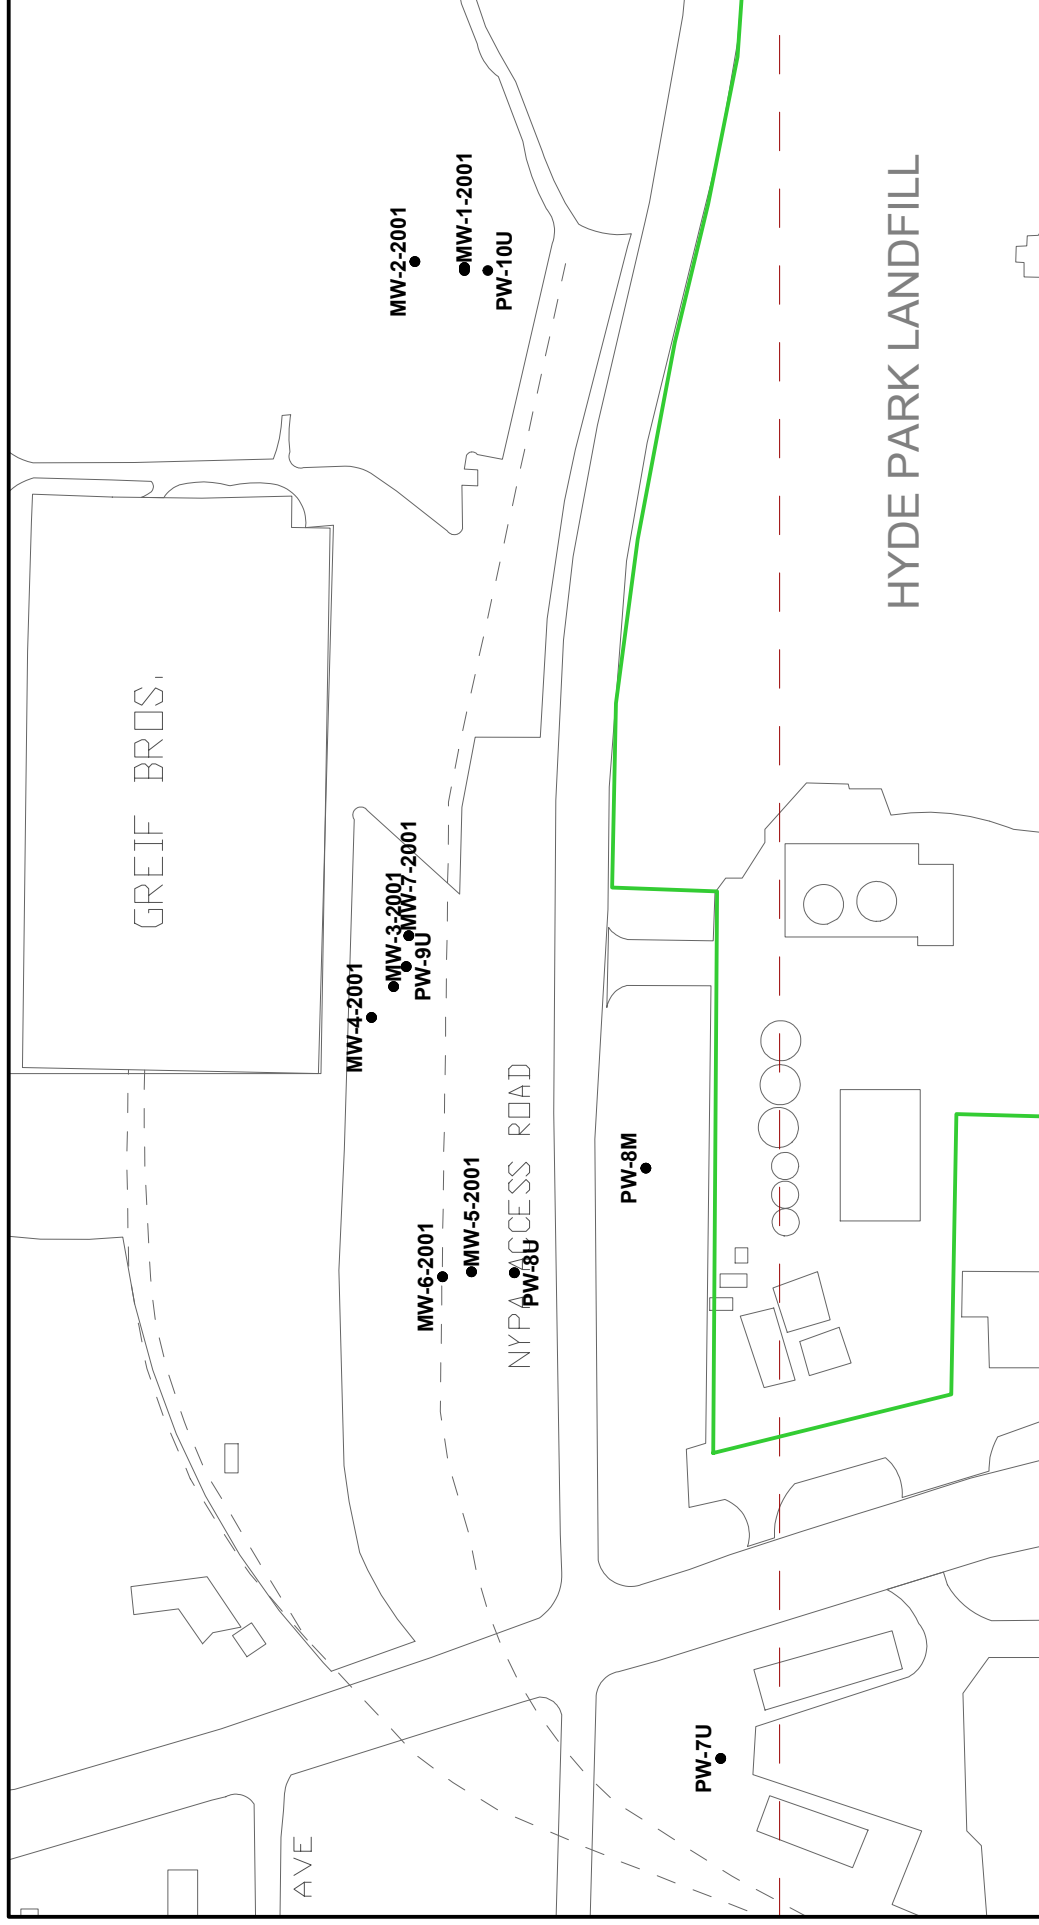 GREIF BROS.
HYDE PARK LANDFILL
MW-2-2001
MW-1-2001
PW-10U
MW-4-2001
MW-3-2001
MW-7-2001
PW-9U
MW-6-2001
MW-5-2001
PW-8U
NYPA ACCESS ROAD
PW-8M
PW-7U
AVE